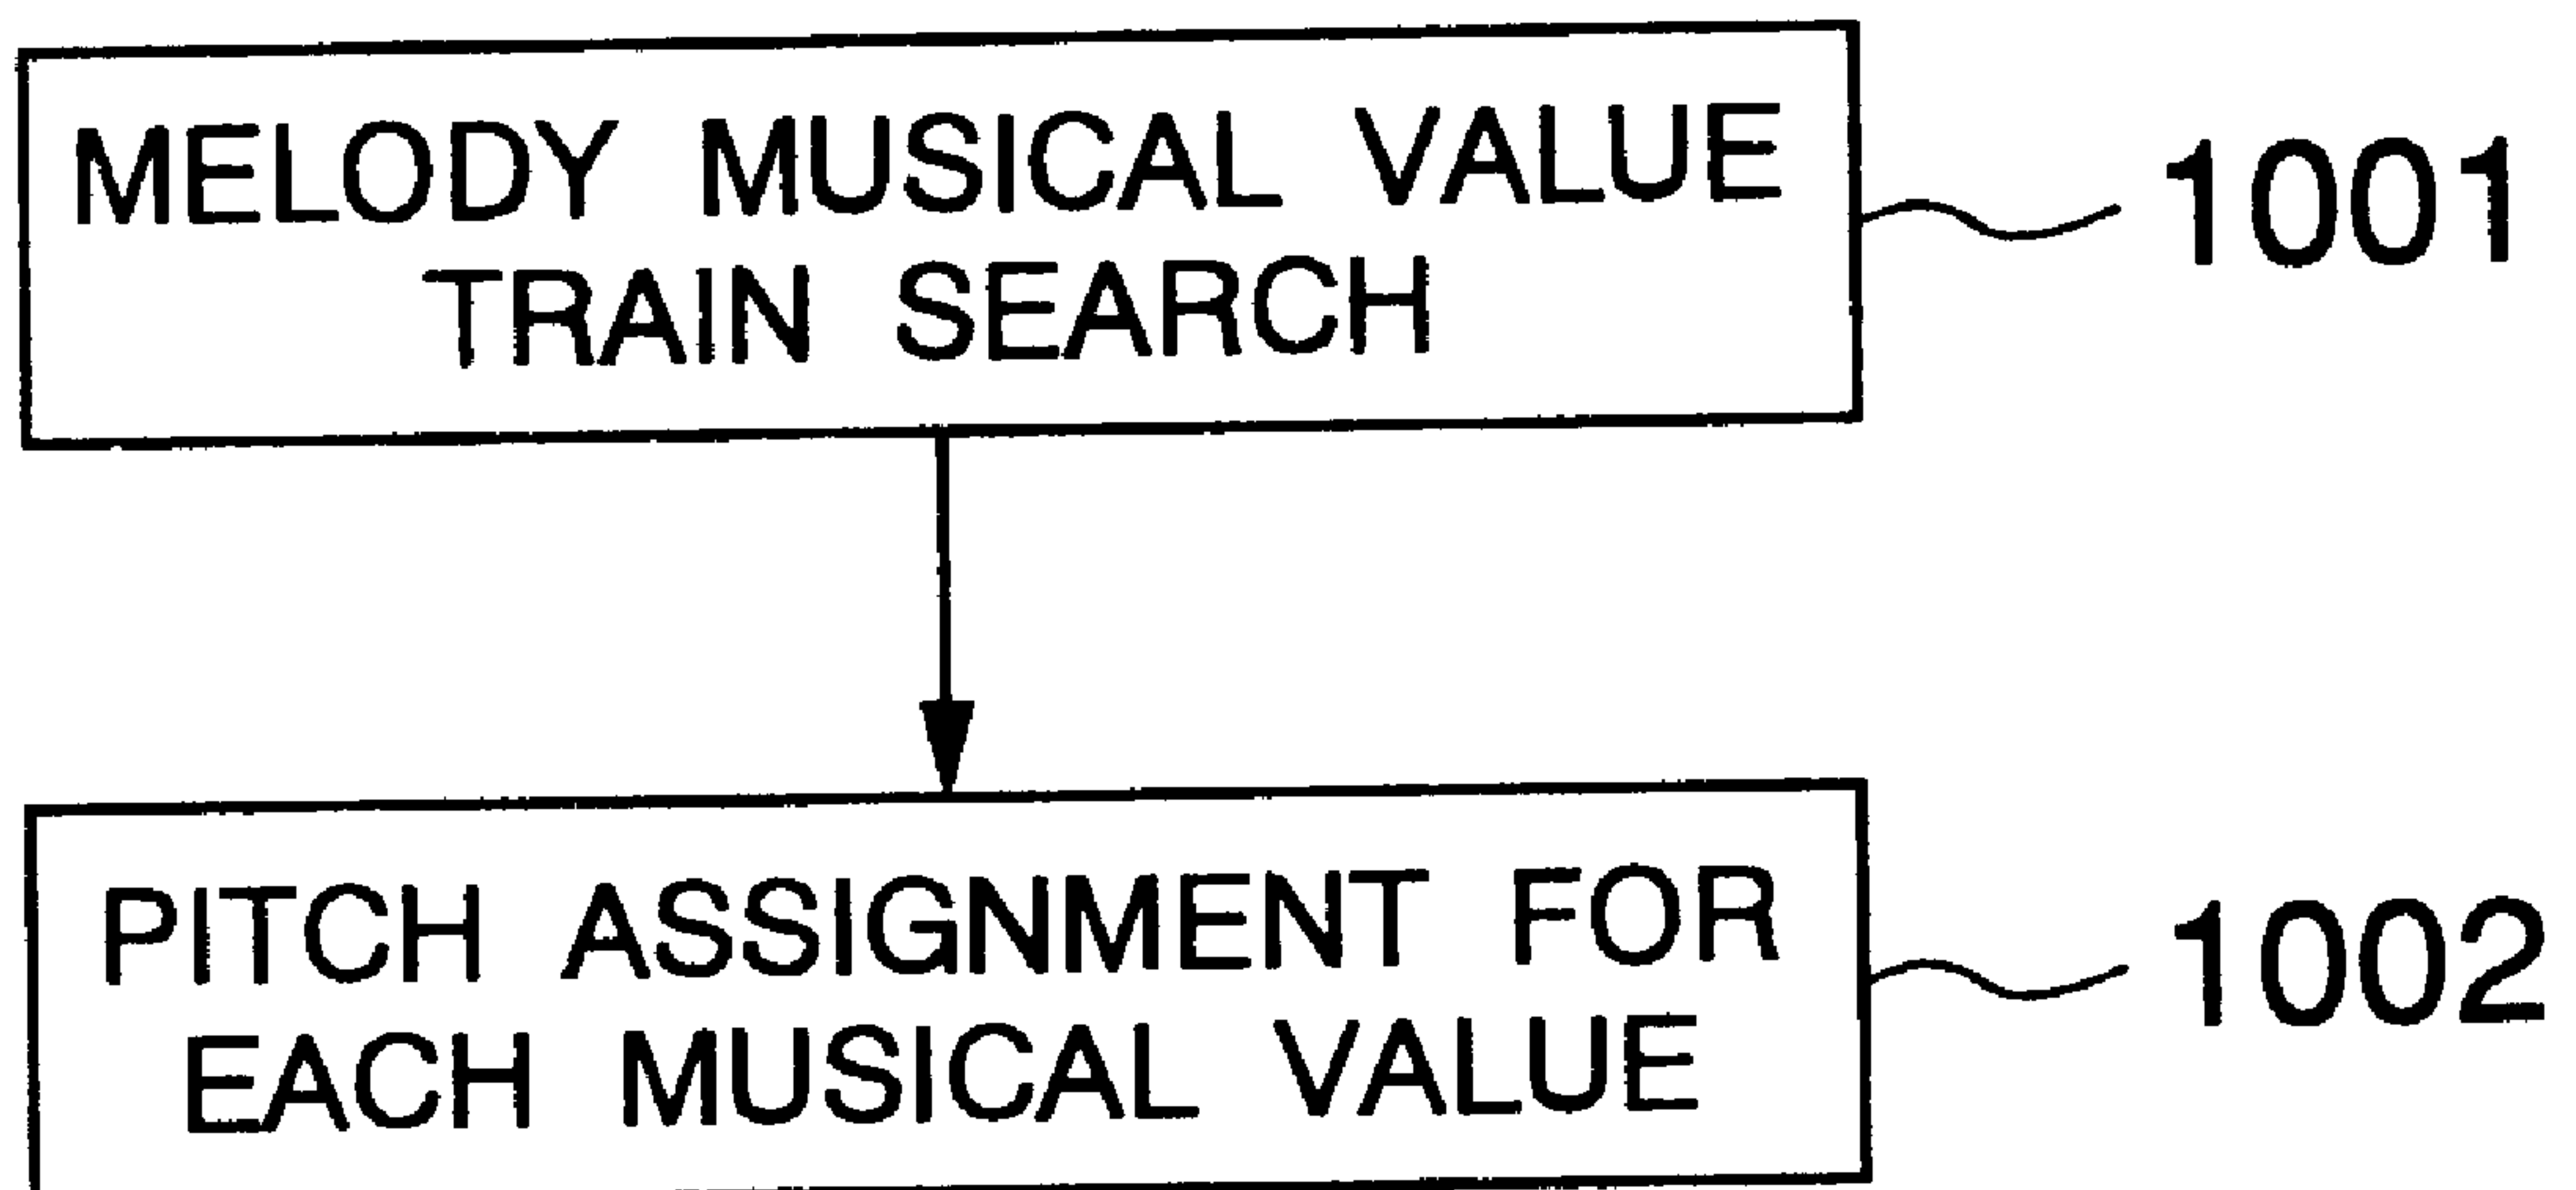 MELODY MUSICAL VALUE
TRAIN SEARCH
1001
PITCH ASSIGNMENT FOR
EACH MUSICAL VALUE
1002